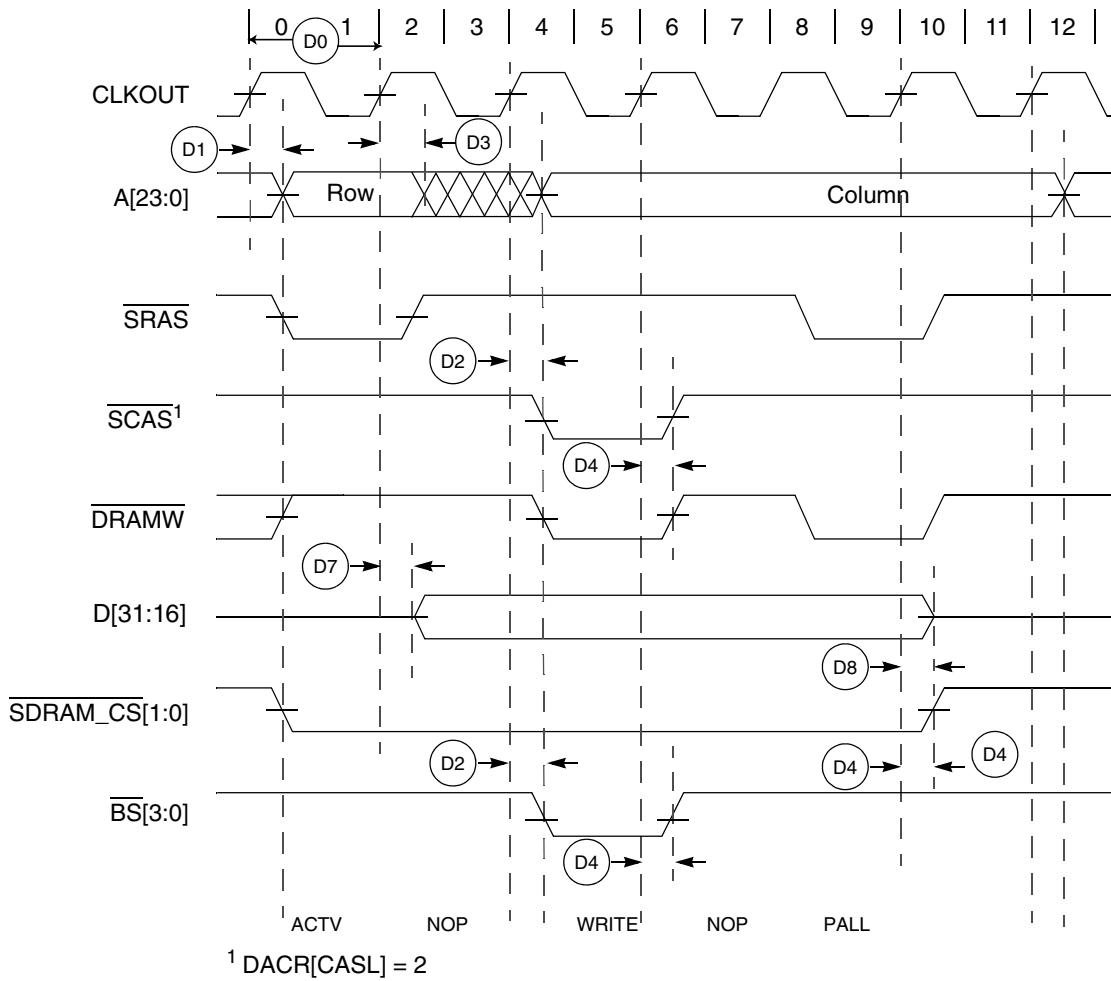 0 1 2 3 4 5 6 7 8 9 10 11 12
D0
CLKOUT
D1 D3
A[23:0] Row Column
SRAS
D2
SCAS1
D4
DRAMW
D7
D[31:16]
D8
SDRAM_CS[1:0]
D2 D4 D4
BS[3:0]
D4
ACTV NOP WRITE NOP PALL
1 DACR[CASL] = 2